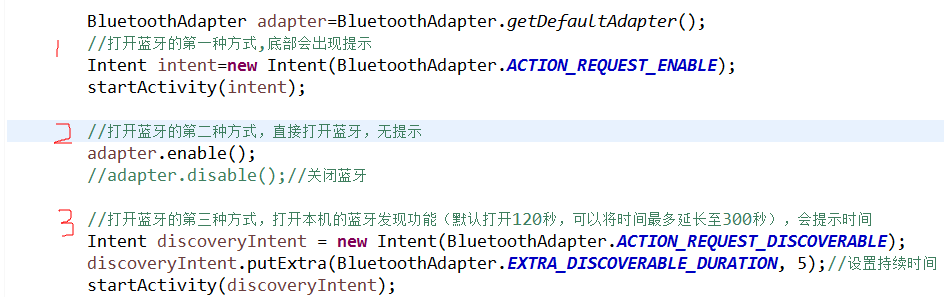 BluetoothAdapter adapter=BluetoothAdapter.getDefaultAdapter();
1 //打开蓝牙的第一种方式,底部会出现提示
Intent intent=new Intent(BluetoothAdapter.ACTION_REQUEST_ENABLE);
startActivity(intent);
2 //打开蓝牙的第二种方式，直接打开蓝牙，无提示
adapter.enable();
//adapter.disable();//关闭蓝牙
3 //打开蓝牙的第三种方式，打开本机的蓝牙发现功能（默认打开120秒，可以将时间最多延长至300秒），会提示时间
Intent discoveryIntent = new Intent(BluetoothAdapter.ACTION_REQUEST_DISCOVERABLE);
discoveryIntent.putExtra(BluetoothAdapter.EXTRA_DISCOVERABLE_DURATION, 5);//设置持续时间
startActivity(discoveryIntent);